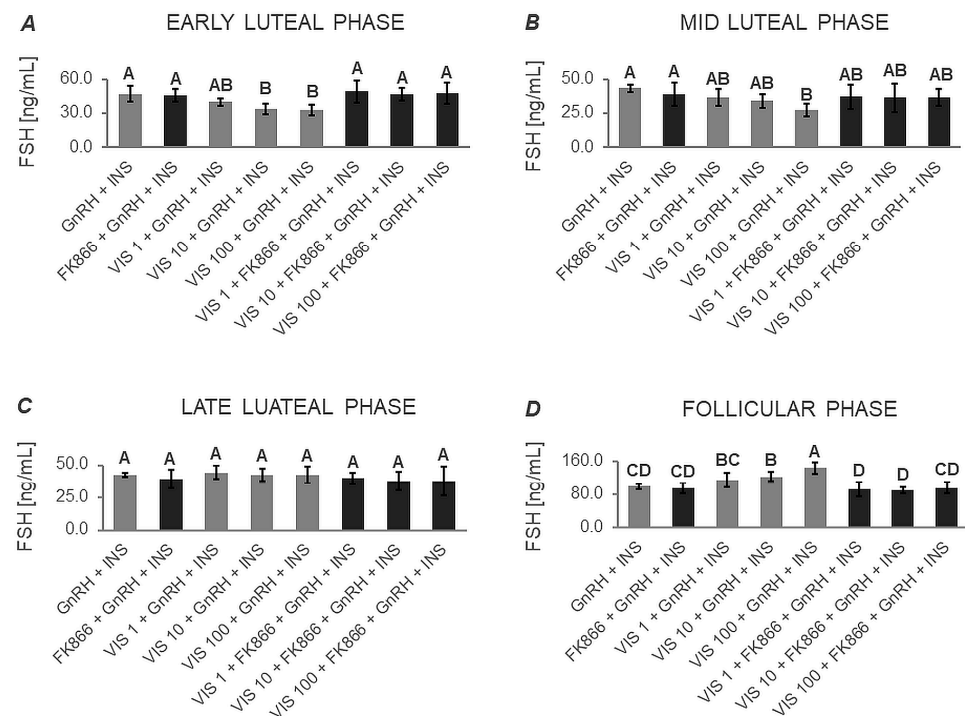 A EARLY LUTEAL PHASE
FSH [ng/mL]
60.0
30.0
0.0
A A AB B B A A A
GnRH + INS
FK866 + GnRH + INS
VIS 1 + GnRH + INS
VIS 10 + GnRH + INS
VIS 100 + GnRH + INS
VIS 1 + FK866 + GnRH + INS
VIS 10 + FK866 + GnRH + INS
VIS 100 + FK866 + GnRH + INS
B MID LUTEAL PHASE
FSH [ng/mL]
50.0
25.0
0.0
A A AB AB B AB AB AB
GnRH + INS
FK866 + GnRH + INS
VIS 1 + GnRH + INS
VIS 10 + GnRH + INS
VIS 100 + GnRH + INS
VIS 1 + FK866 + GnRH + INS
VIS 10 + FK866 + GnRH + INS
VIS 100 + FK866 + GnRH + INS
C LATE LUATEAL PHASE
FSH [ng/mL]
50.0
25.0
0.0
A A A A A A A A
GnRH + INS
FK866 + GnRH + INS
VIS 1 + GnRH + INS
VIS 10 + GnRH + INS
VIS 100 + GnRH + INS
VIS 1 + FK866 + GnRH + INS
VIS 10 + FK866 + GnRH + INS
VIS 100 + FK866 + GnRH + INS
D FOLLICULAR PHASE
FSH [ng/mL]
160.0
80.0
0.0
CD CD BC B A D D CD
GnRH + INS
FK866 + GnRH + INS
VIS 1 + GnRH + INS
VIS 10 + GnRH + INS
VIS 100 + GnRH + INS
VIS 1 + FK866 + GnRH + INS
VIS 10 + FK866 + GnRH + INS
VIS 100 + FK866 + GnRH + INS